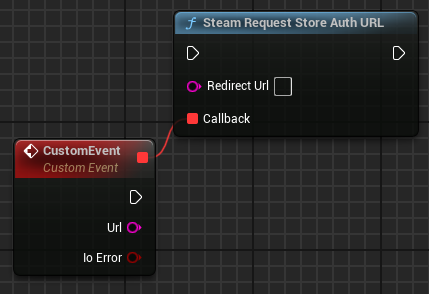 Steam Request Store Auth URL
Redirect Url
Callback
CustomEvent
Custom Event
Url
Io Error